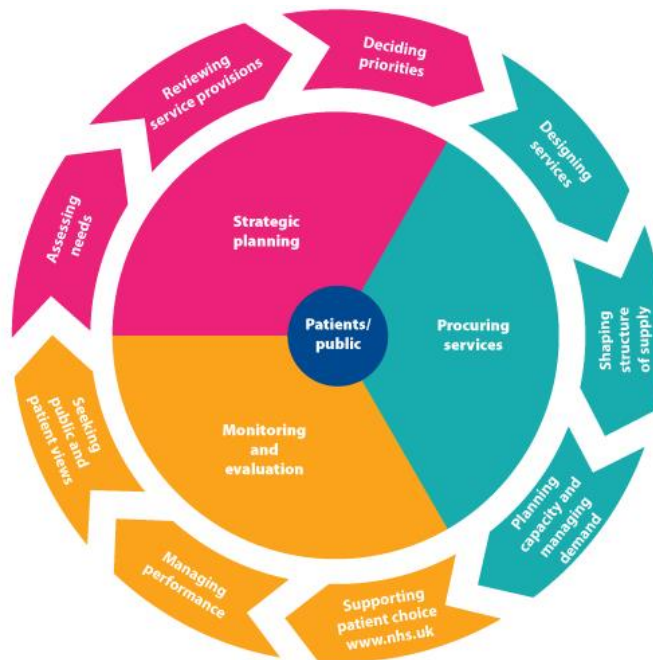 Deciding
priorities
Designing
services
Shaping
structure
of supply
Planning
capacity and
managing
demand
Supporting
patient choice
www.nhs.uk
Managing
performance
Seeking
public and
patient views
Assessing
needs
Reviewing
service provisions
Strategic
planning
Procuring
services
Monitoring
and
evaluation
Patients/
public